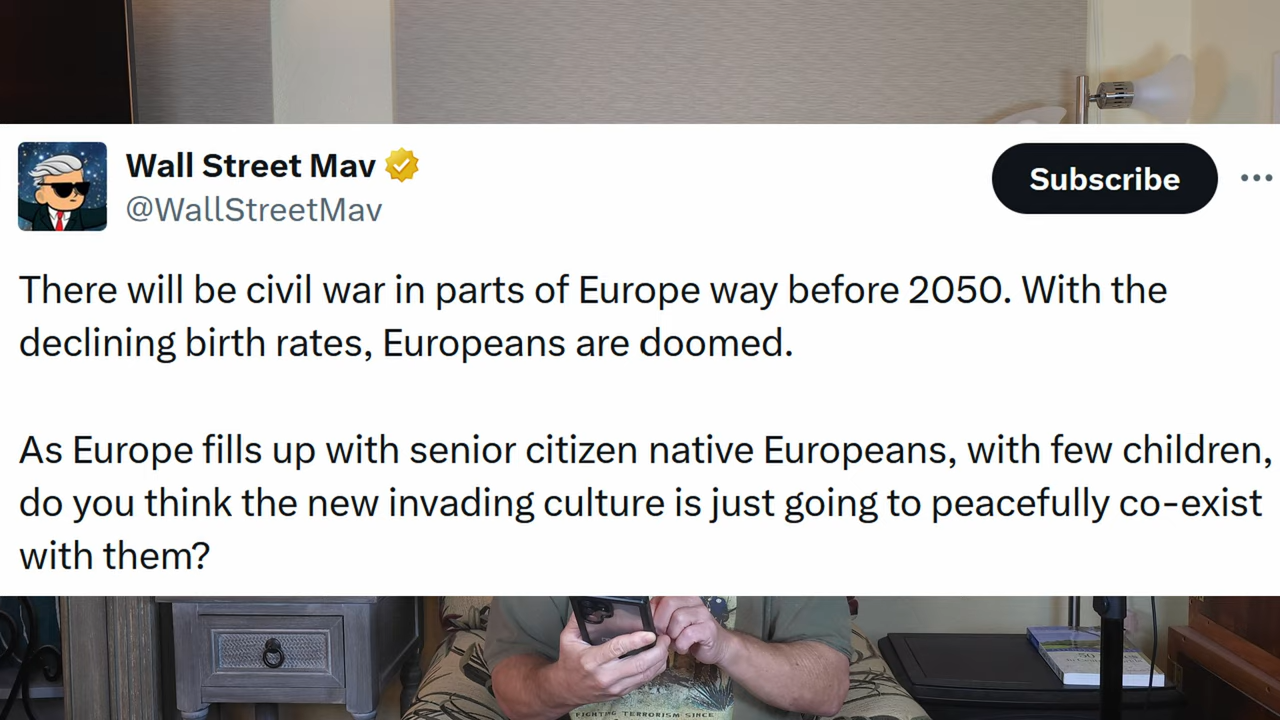 Wall Street Mav
@WallStreetMav
Subscribe
There will be civil war in parts of Europe way before 2050. With the
declining birth rates, Europeans are doomed.
As Europe fills up with senior citizen native Europeans, with few children,
do you think the new invading culture is just going to peacefully co-exist
with them?
FIGHTING TERRORISM SINCE